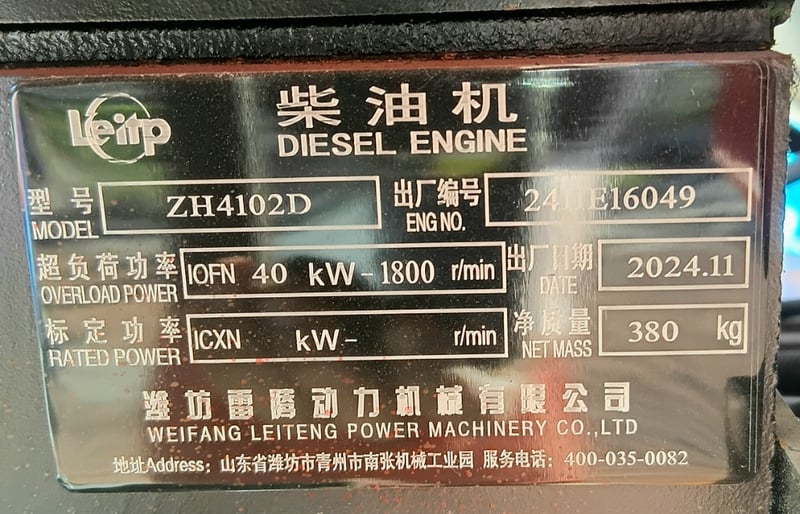 Leitp
柴油机
DIESEL ENGINE
型号 ZH4102D 出厂编号 E16049
MODEL ENG NO.
超负荷功率 IOFN 40 kW-1800 r/min 出厂日期 2024.11
OVERLOAD POWER DATE
标定功率 ICXN kW- r/min 净质量 380 kg
RATED POWER NET MASS
潍坊雷腾动力机械有限公司
WEIFANG LEITENG POWER MACHINERY CO.,LTD
地址Address: 山东省潍坊市青州市南张机械工业园 服务电话: 400-035-0082